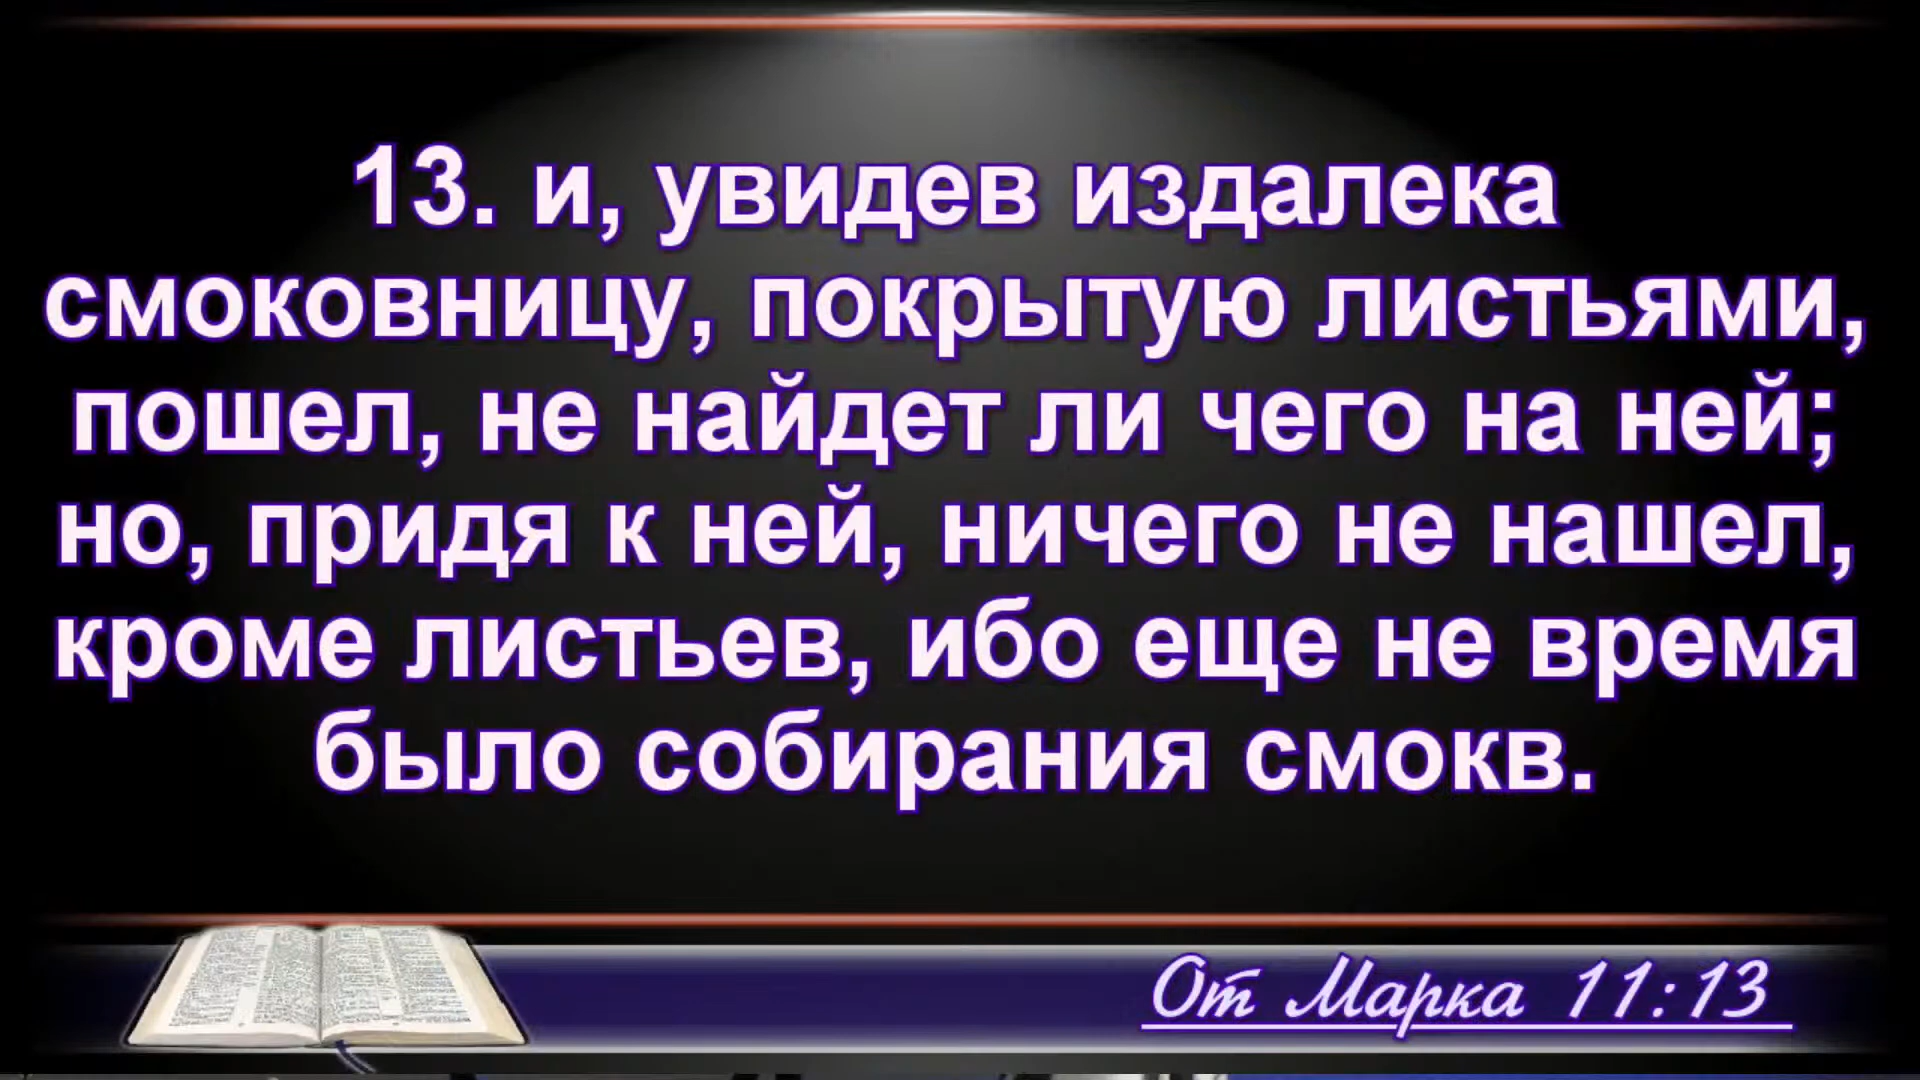 13. и, увидев издалека
смоковницу, покрытую листьями,
пошел, не найдет ли чего на ней;
но, придя к ней, ничего не нашел,
кроме листьев, ибо еще не время
было собирания смокв.
От Марка 11:13